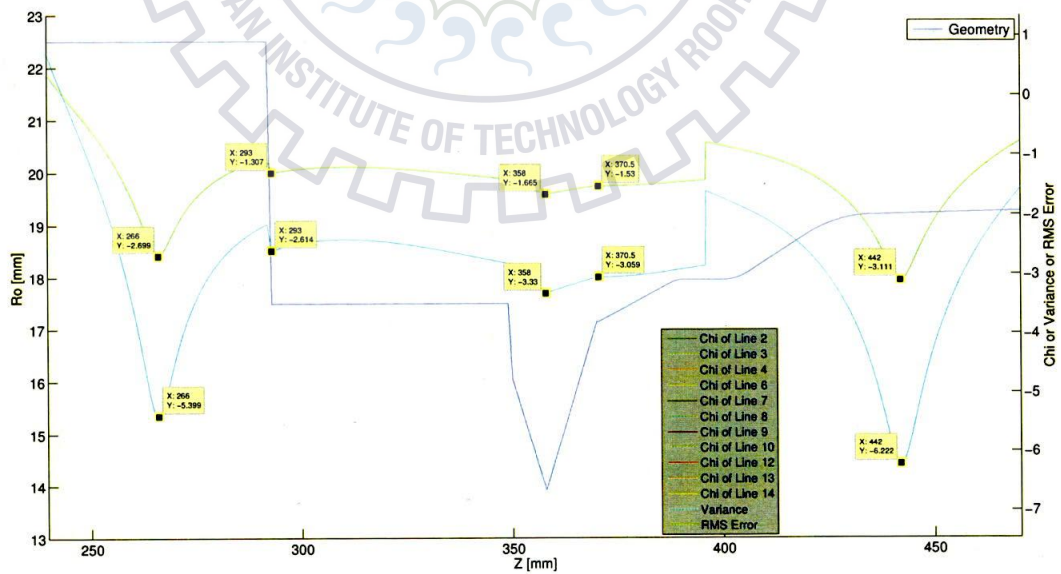 AN INSTITUTE OF TECHNOLOGY ROOR
23
22
21
20
19
18
17
16
15
14
13
Ro [mm]
250
300
350
400
450
Z [mm]
1
0
−1
−2
−3
−4
−5
−6
−7
Chi or Variance or RMS Error
Geometry
X: 266
Y: −2.699
X: 293
Y: −1.307
X: 293
Y: −2.614
X: 266
Y: −5.399
X: 358
Y: −1.665
X: 370.5
Y: −1.53
X: 358
Y: −3.33
X: 370.5
Y: −3.059
X: 442
Y: −3.111
X: 442
Y: −6.222
Chi of Line 2
Chi of Line 3
Chi of Line 4
Chi of Line 6
Chi of Line 7
Chi of Line 8
Chi of Line 9
Chi of Line 10
Chi of Line 12
Chi of Line 13
Chi of Line 14
Variance
RMS Error